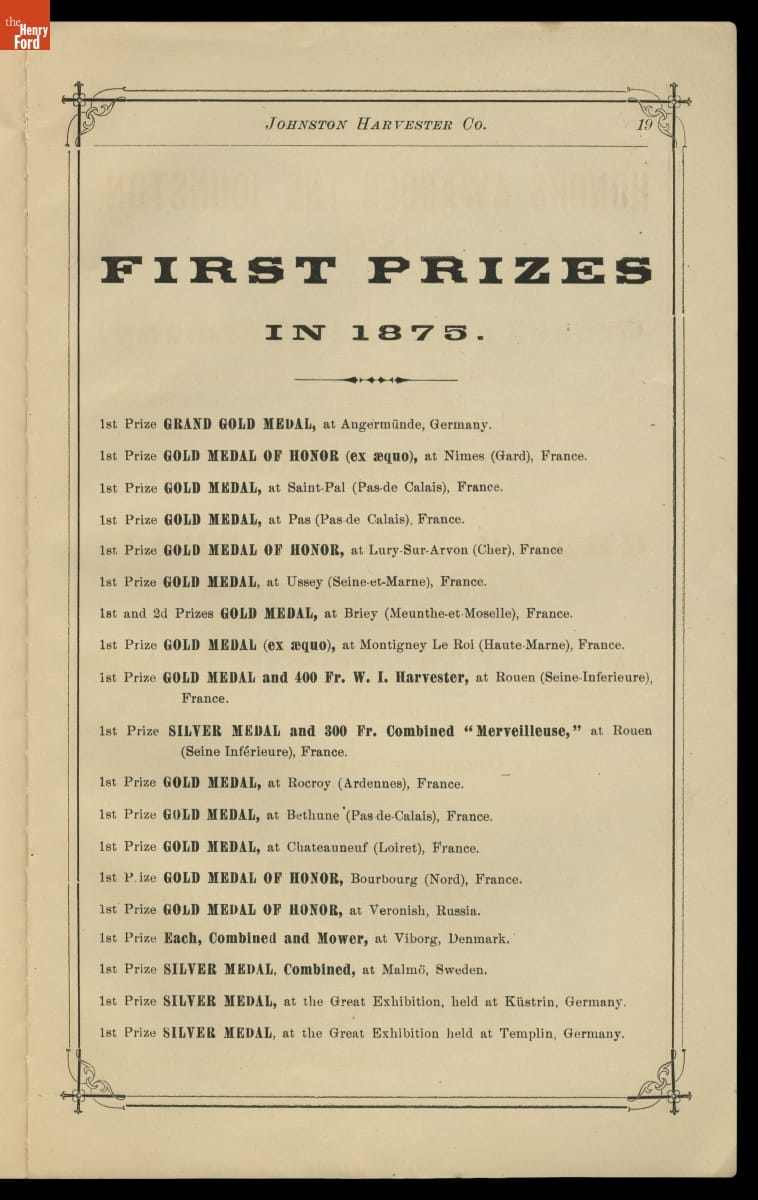 the
Henry
Ford
JOHNSTON HARVESTER CO. 19
FIRST PRIZES
IN 1875.
1st Prize GRAND GOLD MEDAL, at Angermünde, Germany.
1st Prize GOLD MEDAL OF HONOR (ex æquo), at Nimes (Gard), France.
1st Prize GOLD MEDAL, at Saint-Pal (Pas-de Calais), France.
1st Prize GOLD MEDAL, at Pas (Pas-de Calais), France.
1st Prize GOLD MEDAL OF HONOR, at Lury-Sur-Arvon (Cher), France
1st Prize GOLD MEDAL, at Ussey (Seine-et-Marne), France.
1st and 2d Prizes GOLD MEDAL, at Briey (Meunthe-et-Moselle), France.
1st Prize GOLD MEDAL (ex æquo), at Montigney Le Roi (Haute-Marne), France.
1st Prize GOLD MEDAL and 400 Fr. W. I. Harvester, at Rouen (Seine-Inferieure),
France.
1st Prize SILVER MEDAL and 300 Fr. Combined “Merveilleuse,” at Rouen
(Seine Inférieure), France.
1st Prize GOLD MEDAL, at Rocroy (Ardennes), France.
1st Prize GOLD MEDAL, at Bethune (Pas-de-Calais), France.
1st Prize GOLD MEDAL, at Chateauneuf (Loiret), France.
1st P.ize GOLD MEDAL OF HONOR, Bourbourg (Nord), France.
1st Prize GOLD MEDAL OF HONOR, at Veronish, Russia.
1st Prize Each, Combined and Mower, at Viborg, Denmark.
1st Prize SILVER MEDAL, Combined, at Malmö, Sweden.
1st Prize SILVER MEDAL, at the Great Exhibition, held at Küstrin, Germany.
1st Prize SILVER MEDAL, at the Great Exhibition held at Templin, Germany.